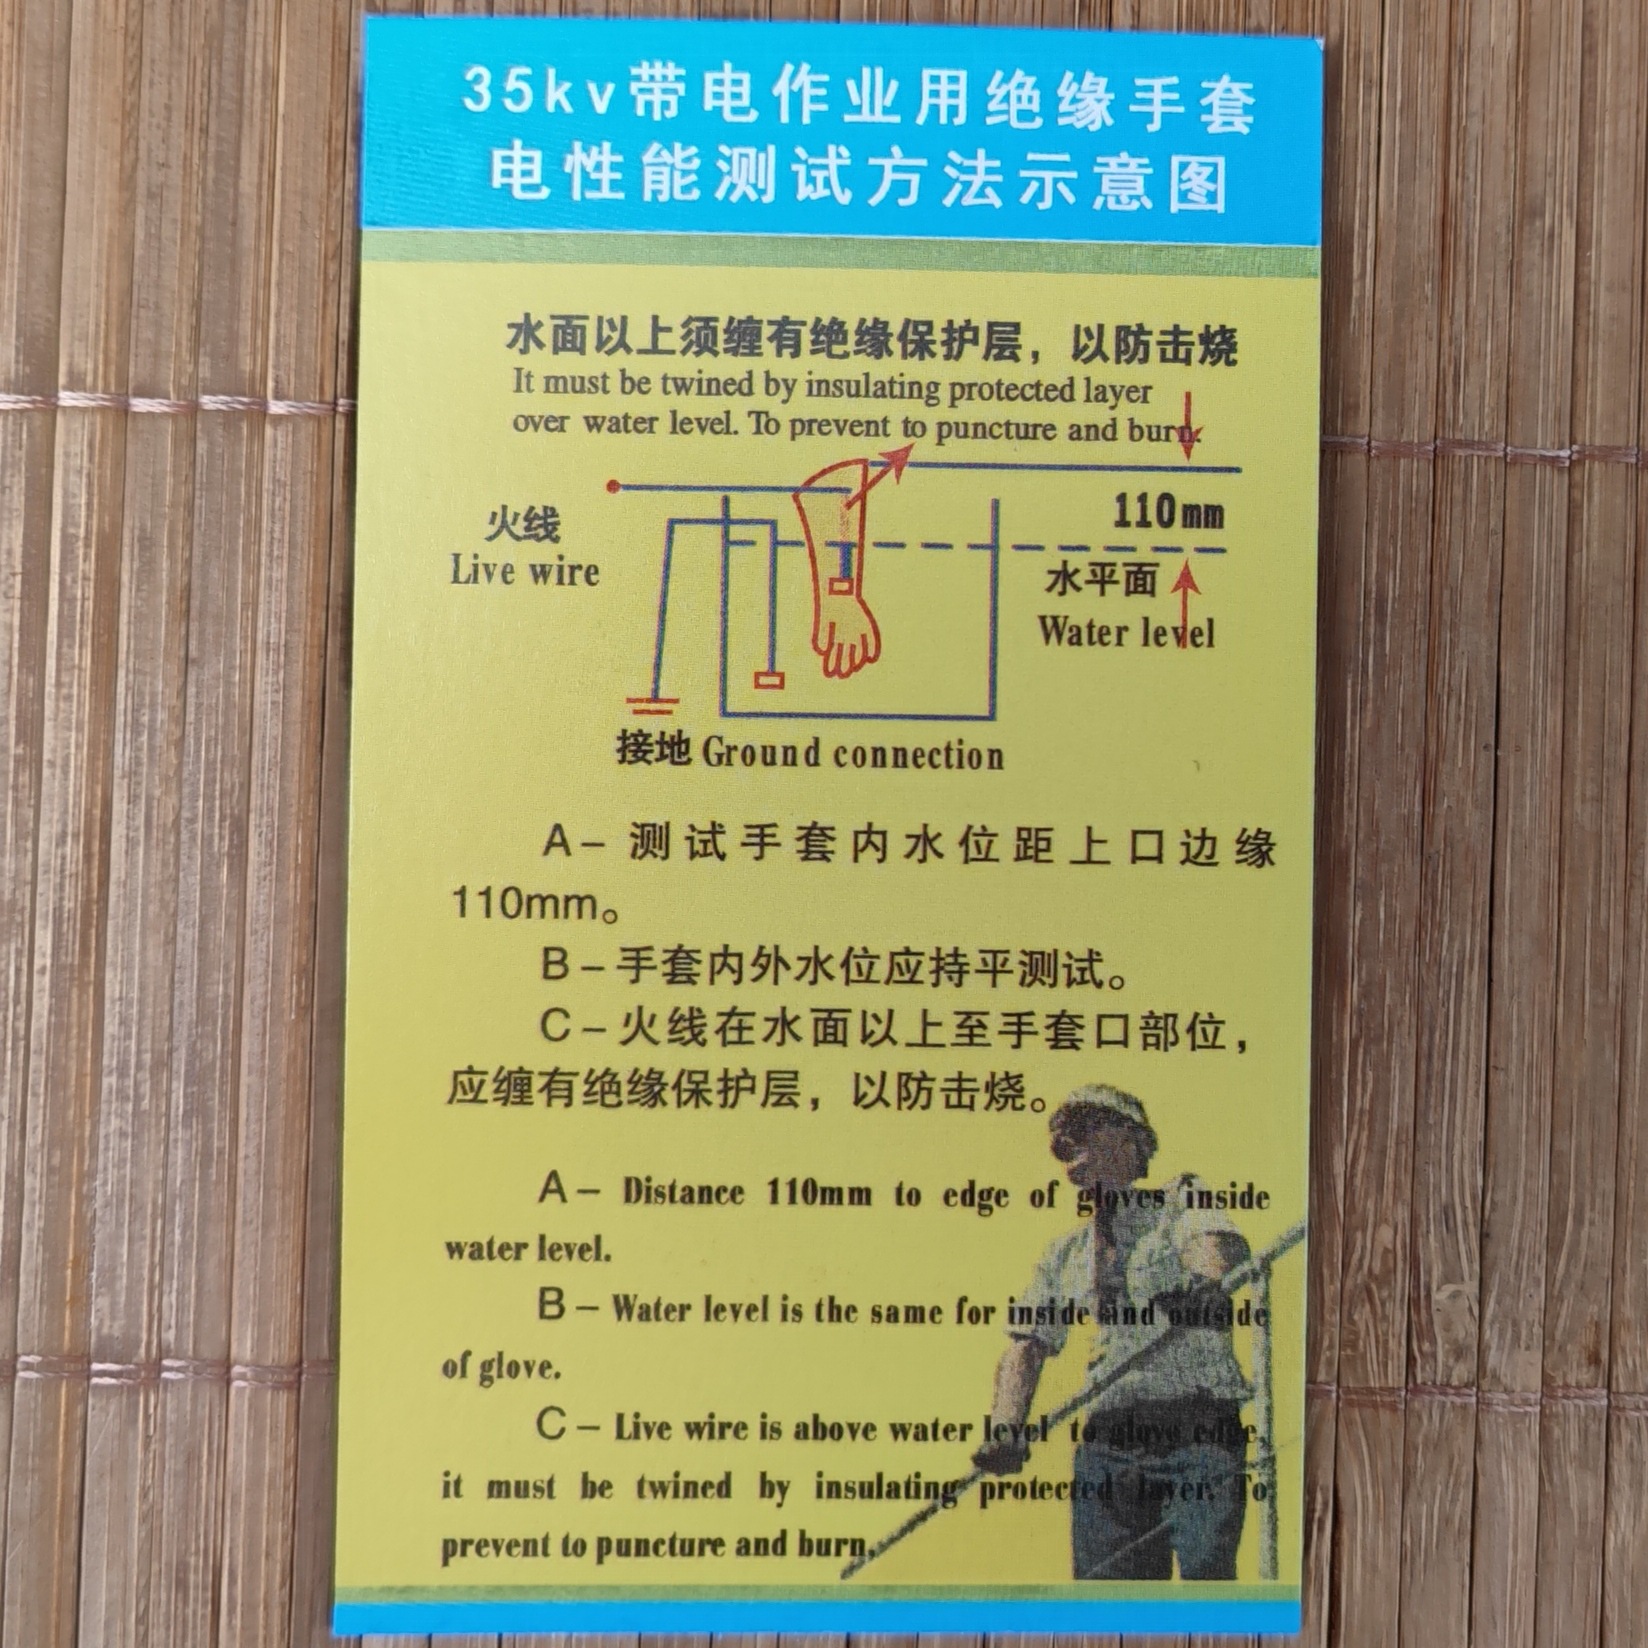 35kv带电作业用绝缘手套
电性能测试方法示意图
水面以上须缠有绝缘保护层，以防击烧
It must be twined by insulating protected layer
over water level. To prevent to puncture and burn.
火线
Live wire
110mm
水平面
Water level
接地 Ground connection
A- 测试手套内水位距上口边缘
110mm。
B-手套内外水位应持平测试。
C-火线在水面以上至手套口部位，
应缠有绝缘保护层，以防击烧。
A- Distance 110mm to edge of gloves inside
water level.
B- Water level is the same for inside and outside
of glove.
C- Live wire is above water level to glove edge,
it must be twined by insulating protected layer. To
prevent to puncture and burn.